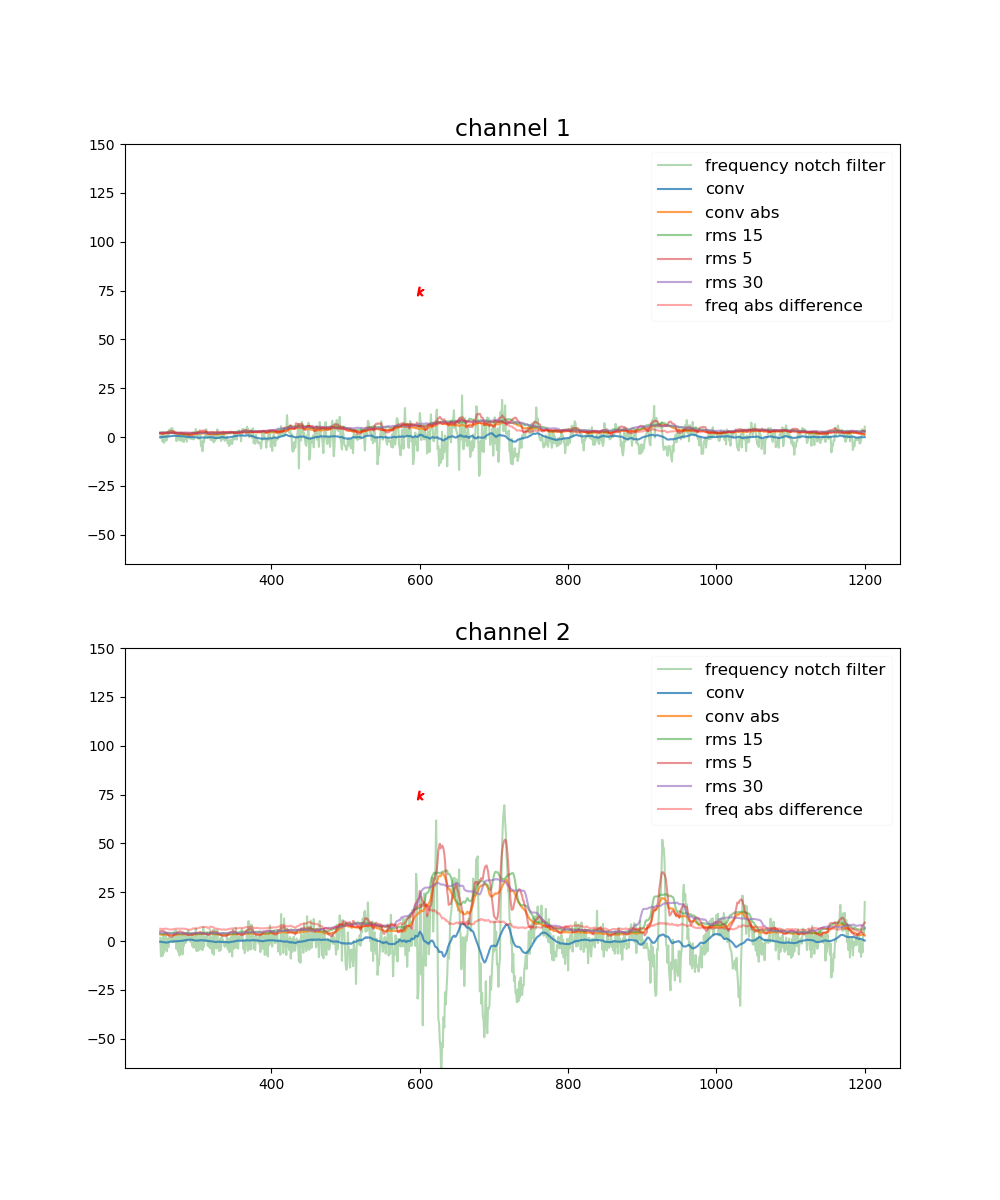 channel 1
150
125
100
75
50
25
0
−25
−50
frequency notch filter
conv
conv abs
rms 15
rms 5
rms 30
freq abs difference
k
400 600 800 1000 1200
channel 2
150
125
100
75
50
25
0
−25
−50
frequency notch filter
conv
conv abs
rms 15
rms 5
rms 30
freq abs difference
k
400 600 800 1000 1200